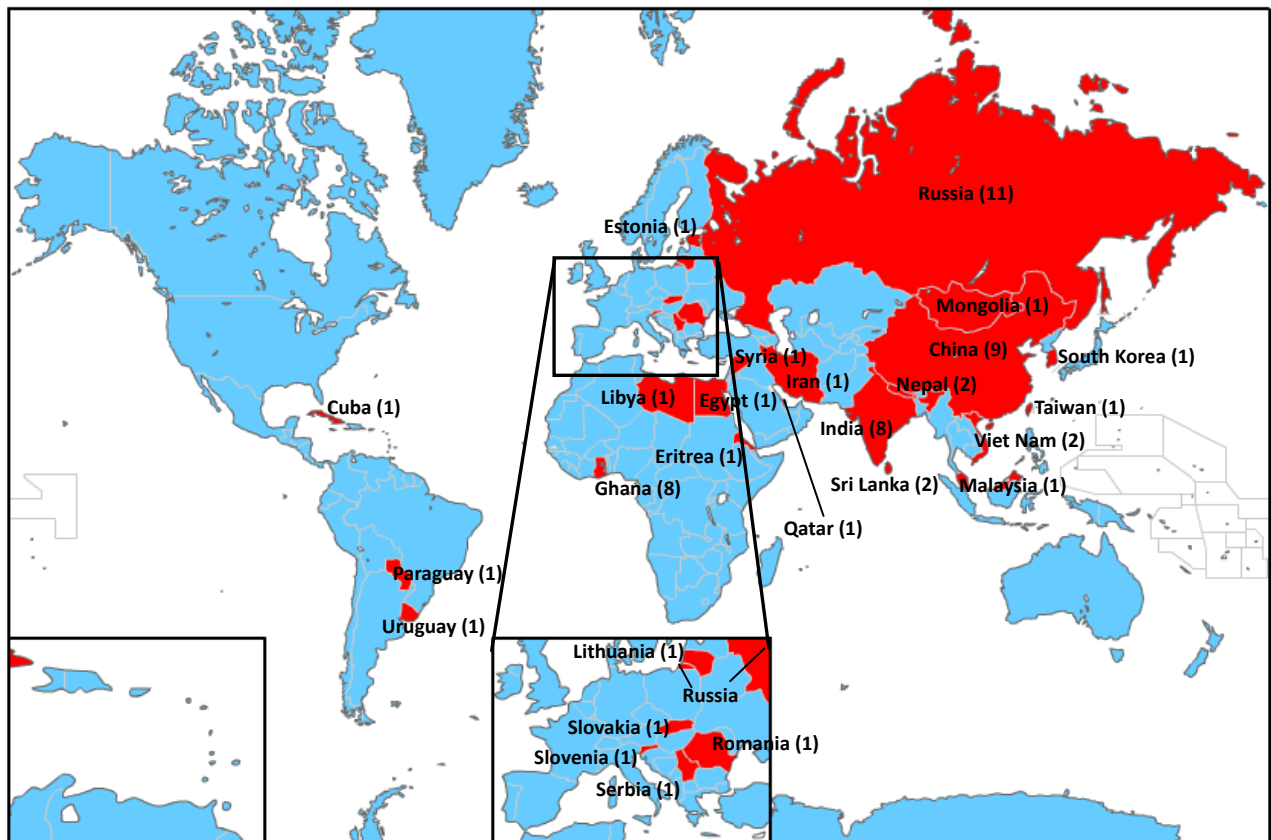 Russia (11)
Estonia (1)
Mongolia (1)
China (9)
South Korea (1)
Syria (1)
Iran (1)
Nepal (2)
Libya (1)
Egypt (1)
Cuba (1)
Taiwan (1)
India (8)
Viet Nam (2)
Eritrea (1)
Sri Lanka (2)
Malaysia (1)
Ghana (8)
Qatar (1)
Paraguay (1)
Uruguay (1)
Lithuania (1)
Russia
Slovakia (1)
Romania (1)
Slovenia (1)
Serbia (1)